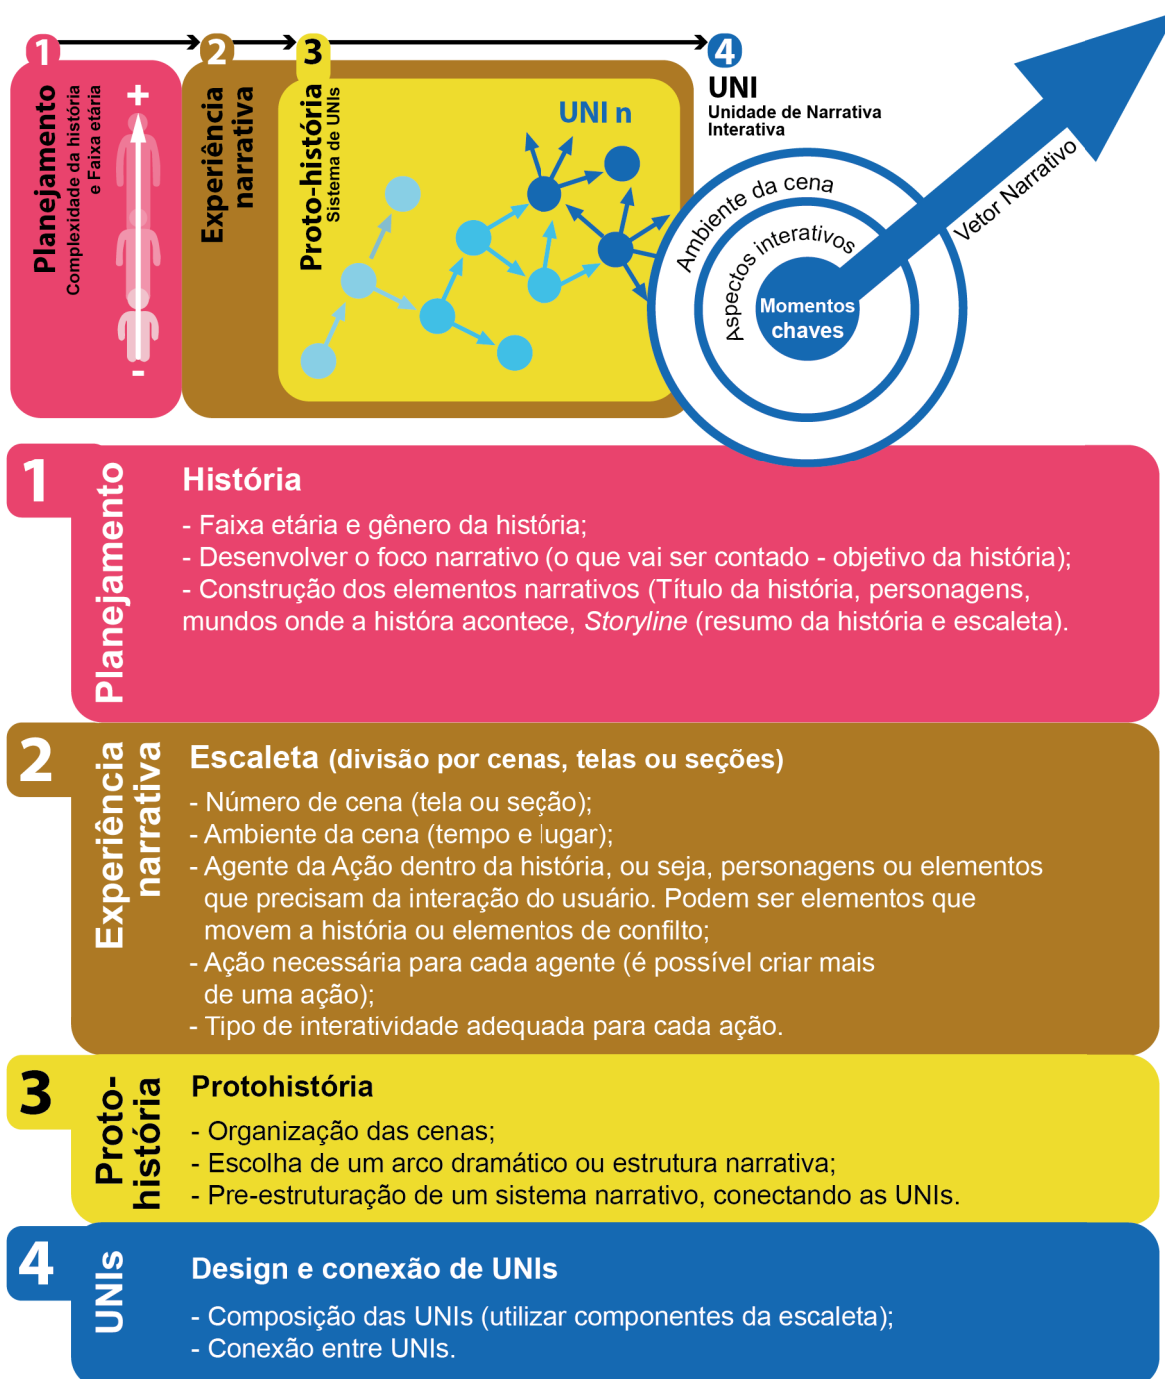 1
Planejamento
Complexidade da história
e Faixa etária
+
-
2
Experiência
narrativa
3
Proto-história
Sistema de UNIs
UNI n
4
UNI
Unidade de Narrativa
Interativa
Ambiente da cena
Aspectos interativos
Momentos
chaves
Vetor Narrativo
1
Planejamento
História
- Faixa etária e gênero da história;
- Desenvolver o foco narrativo (o que vai ser contado - objetivo da história);
- Construção dos elementos narrativos (Título da história, personagens,
mundos onde a históra acontece, Storyline (resumo da história e escaleta).
2
Experiência
narrativa
Escaleta (divisão por cenas, telas ou seções)
- Número de cena (tela ou seção);
- Ambiente da cena (tempo e lugar);
- Agente da Ação dentro da história, ou seja, personagens ou elementos
que precisam da interação do usuário. Podem ser elementos que
movem a história ou elementos de confilto;
- Ação necessária para cada agente (é possível criar mais
de uma ação);
- Tipo de interatividade adequada para cada ação.
3
Proto-
história
Protohistória
- Organização das cenas;
- Escolha de um arco dramático ou estrutura narrativa;
- Pre-estruturação de um sistema narrativo, conectando as UNIs.
4
UNIs
Design e conexão de UNIs
- Composição das UNIs (utilizar componentes da escaleta);
- Conexão entre UNIs.